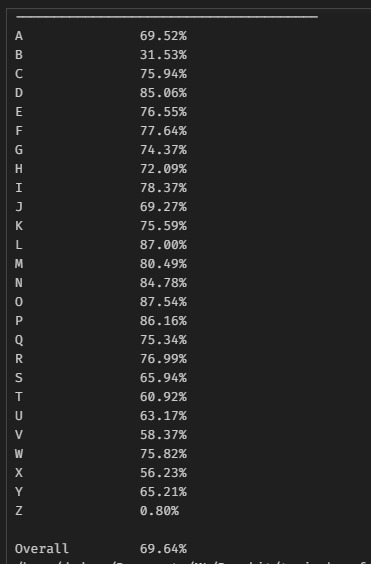 A 69.52%
B 31.53%
C 75.94%
D 85.06%
E 76.55%
F 77.64%
G 74.37%
H 72.09%
I 78.37%
J 69.27%
K 75.59%
L 87.00%
M 80.49%
N 84.78%
O 87.54%
P 86.16%
Q 75.34%
R 76.99%
S 65.94%
T 60.92%
U 63.17%
V 58.37%
W 75.82%
X 56.23%
Y 65.21%
Z 0.80%
Overall 69.64%